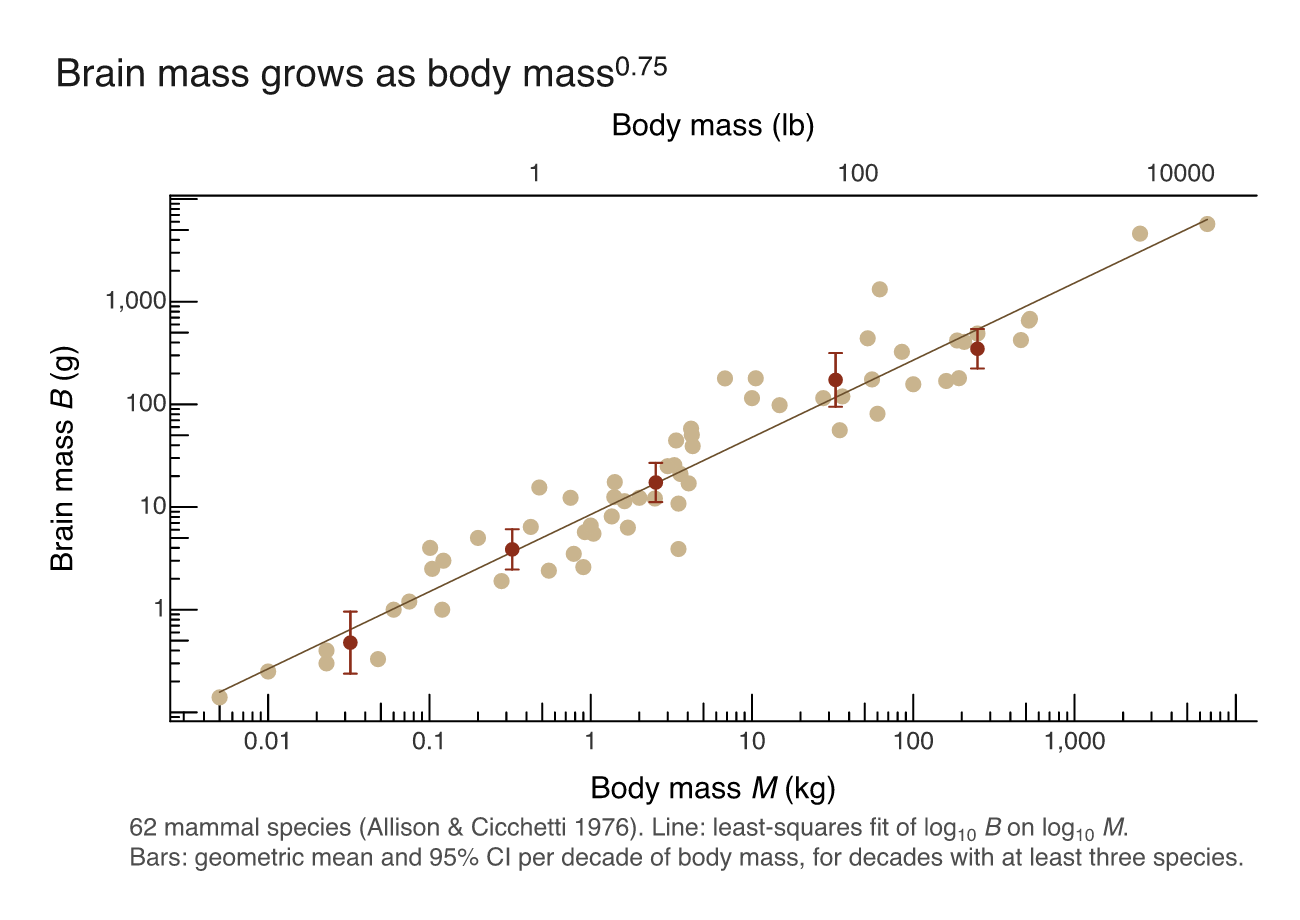 Brain mass grows as body mass^0.75
Body mass (lb)
1 100 10000
Brain mass B (g)
1,000
100
10
1
0.01 0.1 1 10 100 1,000
Body mass M (kg)
62 mammal species (Allison & Cicchetti 1976). Line: least-squares fit of log₁₀ B on log₁₀ M.
Bars: geometric mean and 95% CI per decade of body mass, for decades with at least three species.